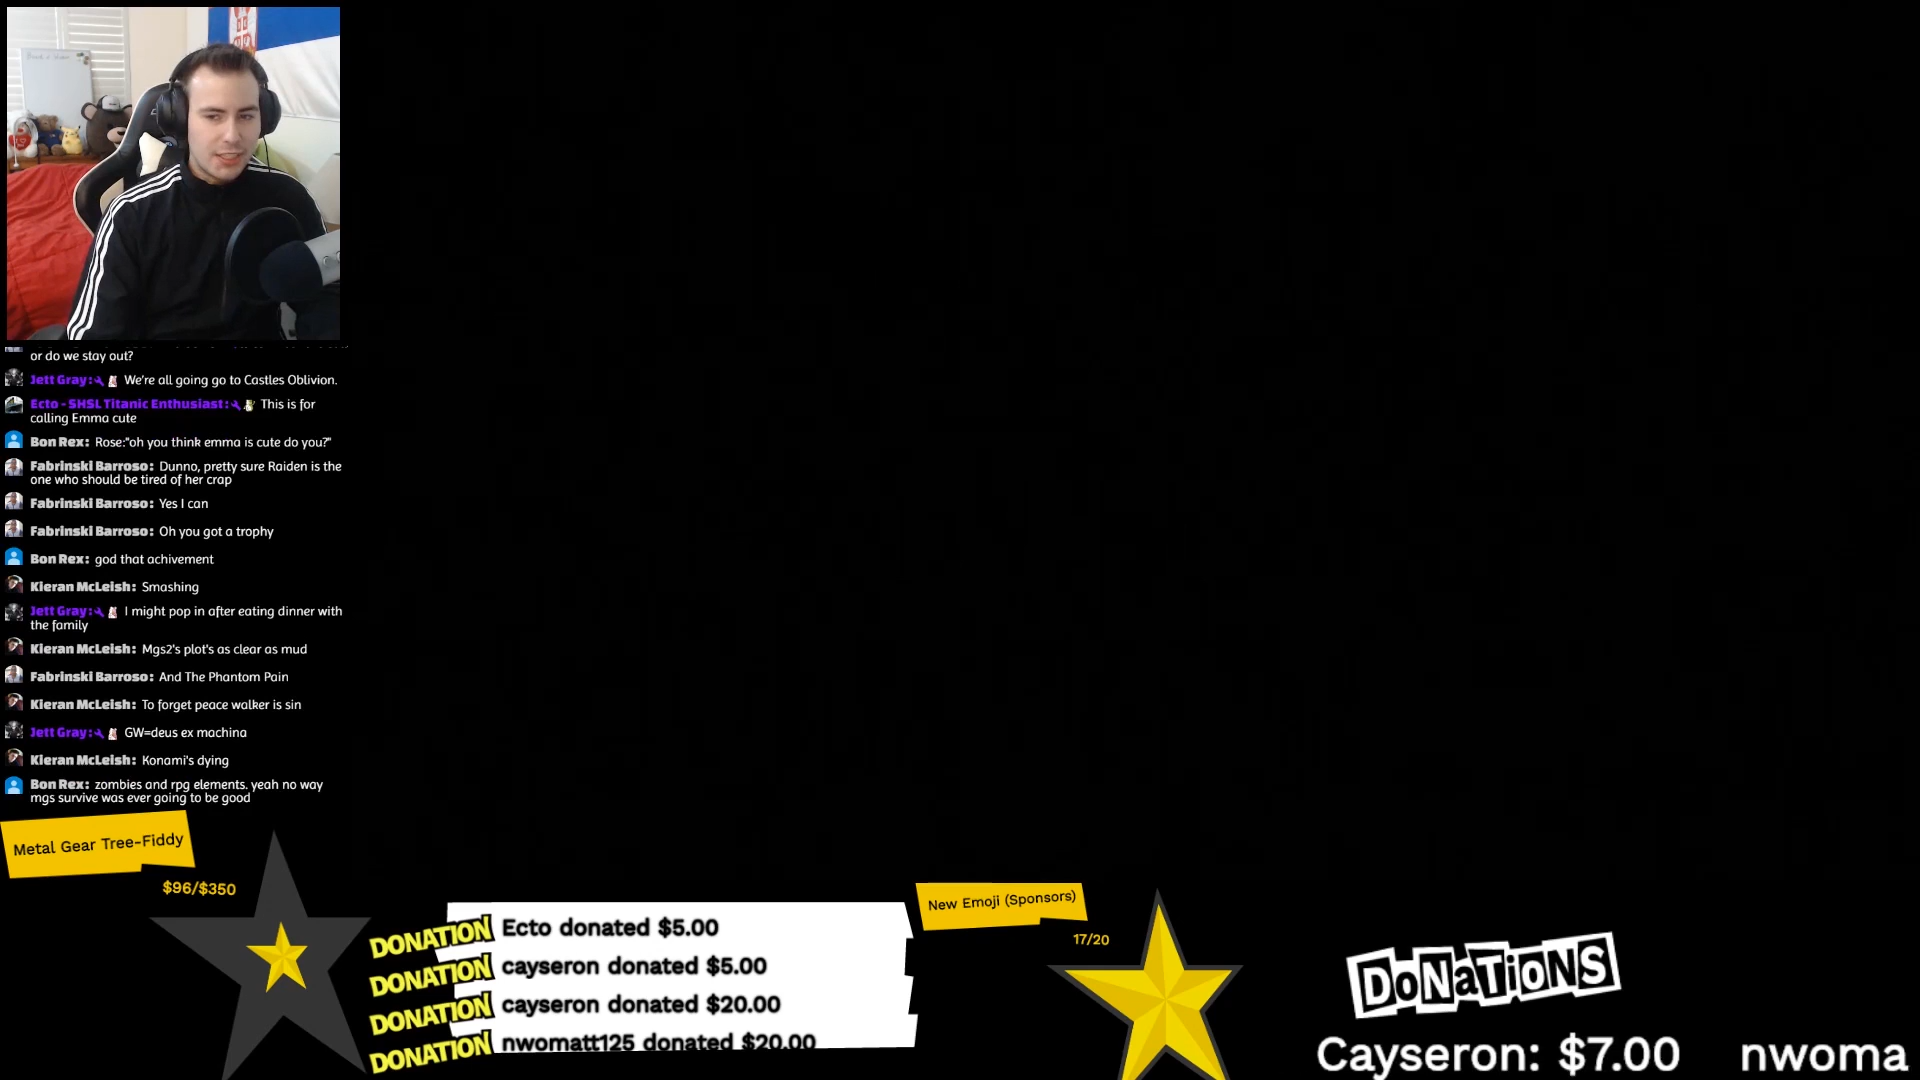 or do we stay out?
Jett Gray: We're all going go to Castles Oblivion.
Ecto - SHSL Titanic Enthusiast: This is for
calling Emma cute
Bon Rex: Rose:"oh you think emma is cute do you?"
Fabrinski Barroso: Dunno, pretty sure Raiden is the
one who should be tired of her crap
Fabrinski Barroso: Yes I can
Fabrinski Barroso: Oh you got a trophy
Bon Rex: god that achivement
Kieran McLeish: Smashing
Jett Gray: I might pop in after eating dinner with
the family
Kieran McLeish: Mgs2's plot's as clear as mud
Fabrinski Barroso: And The Phantom Pain
Kieran McLeish: To forget peace walker is sin
Jett Gray: GW=deus ex machina
Kieran McLeish: Konami's dying
Bon Rex: zombies and rpg elements. yeah no way
mgs survive was ever going to be good
Metal Gear Tree-Fiddy
$96/$350
DONATION Ecto donated $5.00
DONATION cayseron donated $5.00
DONATION cayseron donated $20.00
DONATION nwomatt125 donated $20.00
New Emoji (Sponsors)
17/20
DONATIONS
Cayseron: $7.00 nwoma